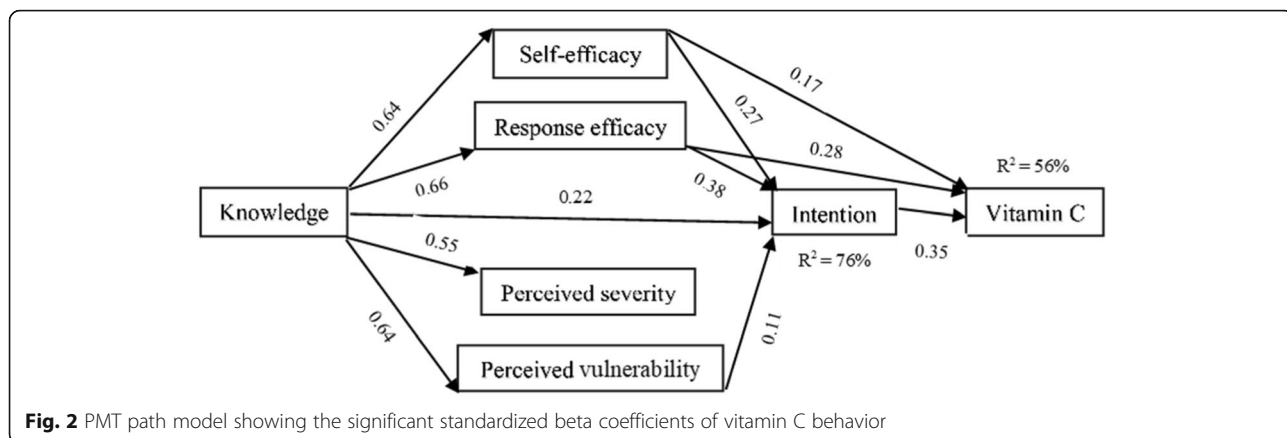 Self-efficacy
0.17
0.64
0.27
Response efficacy
0.28
R² = 56%
0.66
0.38
Knowledge
0.22
Intention
Vitamin C
0.55
R² = 76%
0.35
Perceived severity
0.64
0.11
Perceived vulnerability
Fig. 2 PMT path model showing the significant standardized beta coefficients of vitamin C behavior